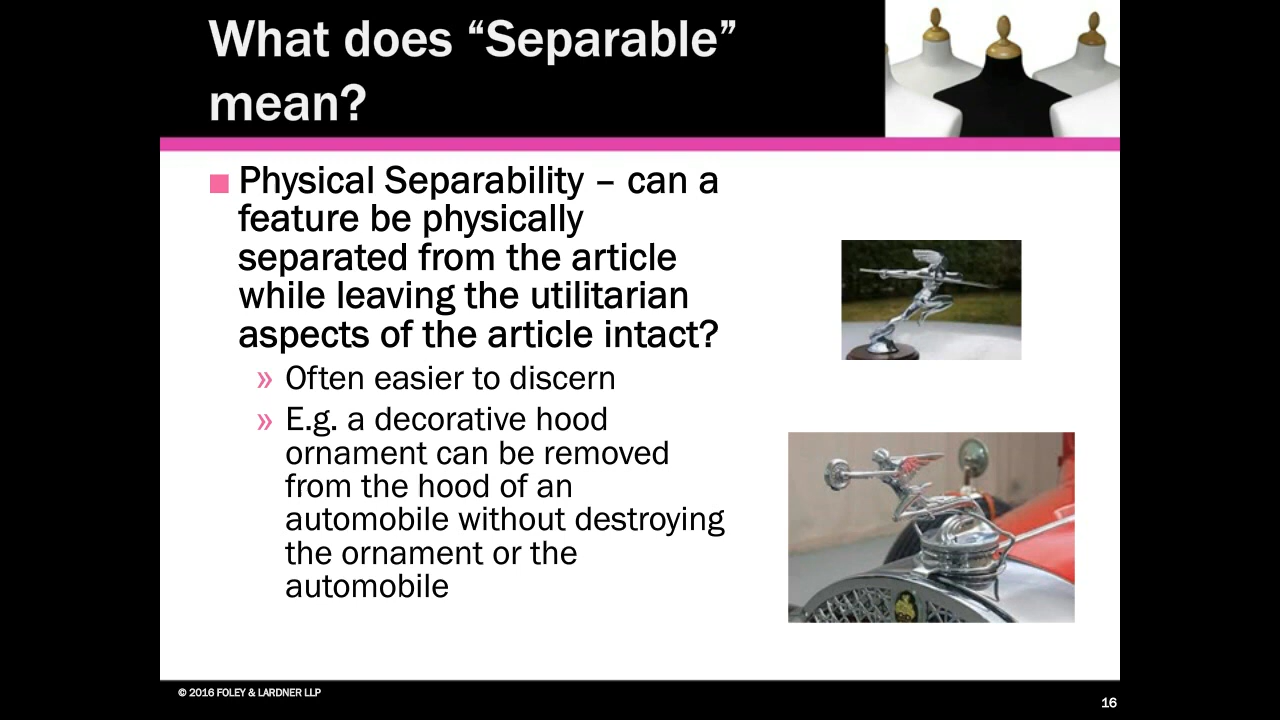 What does “Separable”
mean?
■ Physical Separability – can a
feature be physically
separated from the article
while leaving the utilitarian
aspects of the article intact?
» Often easier to discern
» E.g. a decorative hood
ornament can be removed
from the hood of an
automobile without destroying
the ornament or the
automobile
© 2016 FOLEY & LARDNER LLP
16